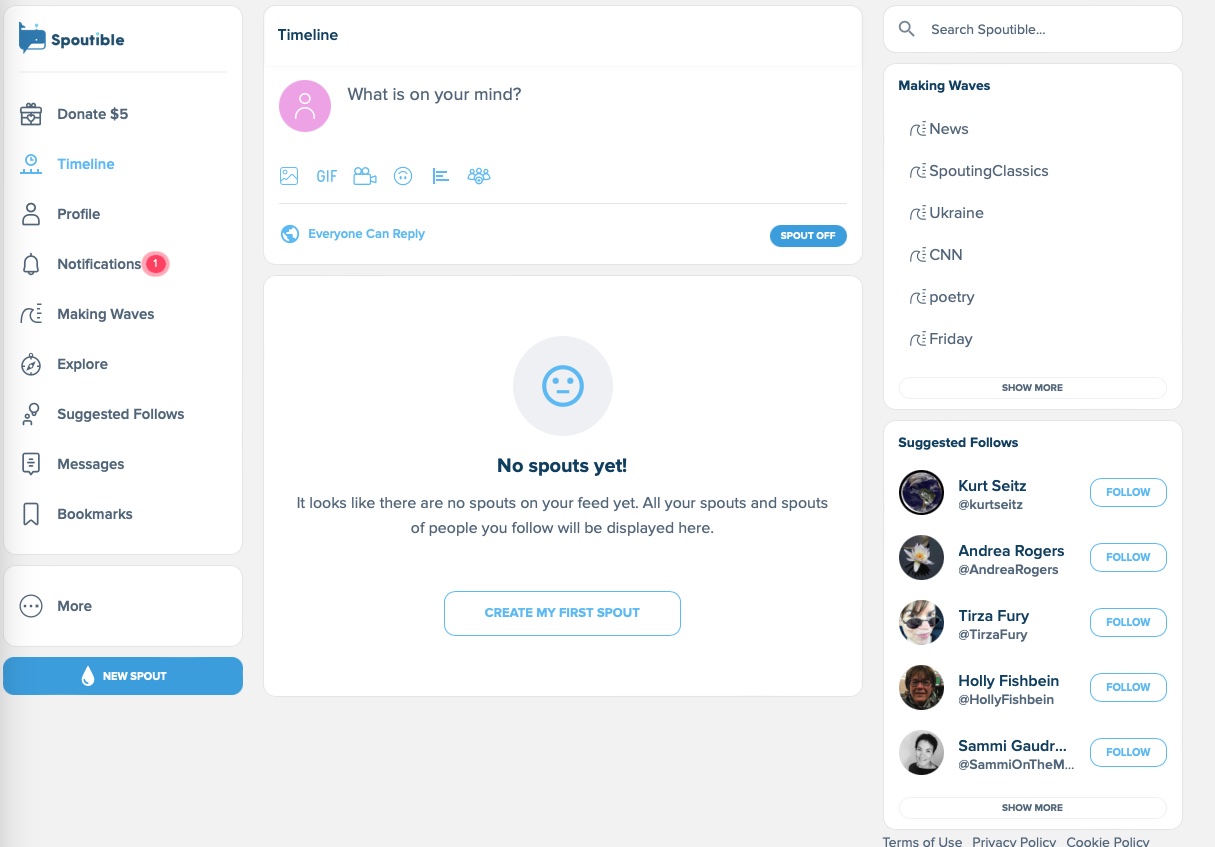 Spoutible
Donate $5
Timeline
Profile
Notifications 1
Making Waves
Explore
Suggested Follows
Messages
Bookmarks
More
NEW SPOUT
Timeline
What is on your mind?
GIF
Everyone Can Reply
SPOUT OFF
No spouts yet!
It looks like there are no spouts on your feed yet. All your spouts and spouts
of people you follow will be displayed here.
CREATE MY FIRST SPOUT
Search Spoutible...
Making Waves
News
SpoutingClassics
Ukraine
CNN
poetry
Friday
SHOW MORE
Suggested Follows
Kurt Seitz
@kurtseitz
FOLLOW
Andrea Rogers
@AndreaRogers
FOLLOW
Tirza Fury
@TirzaFury
FOLLOW
Holly Fishbein
@HollyFishbein
FOLLOW
Sammi Gaudr...
@SammiOnTheM...
FOLLOW
SHOW MORE
Terms of Use Privacy Policy Cookie Policy